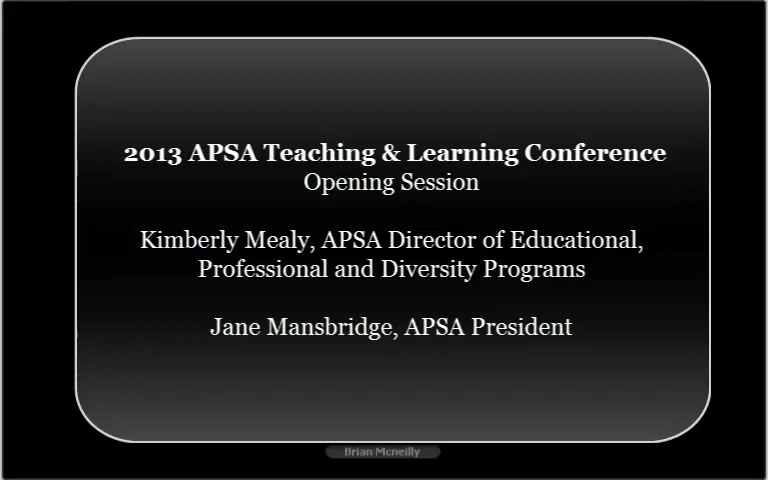 2013 APSA Teaching & Learning Conference
Opening Session
Kimberly Mealy, APSA Director of Educational,
Professional and Diversity Programs
Jane Mansbridge, APSA President
Brian Mcneilly